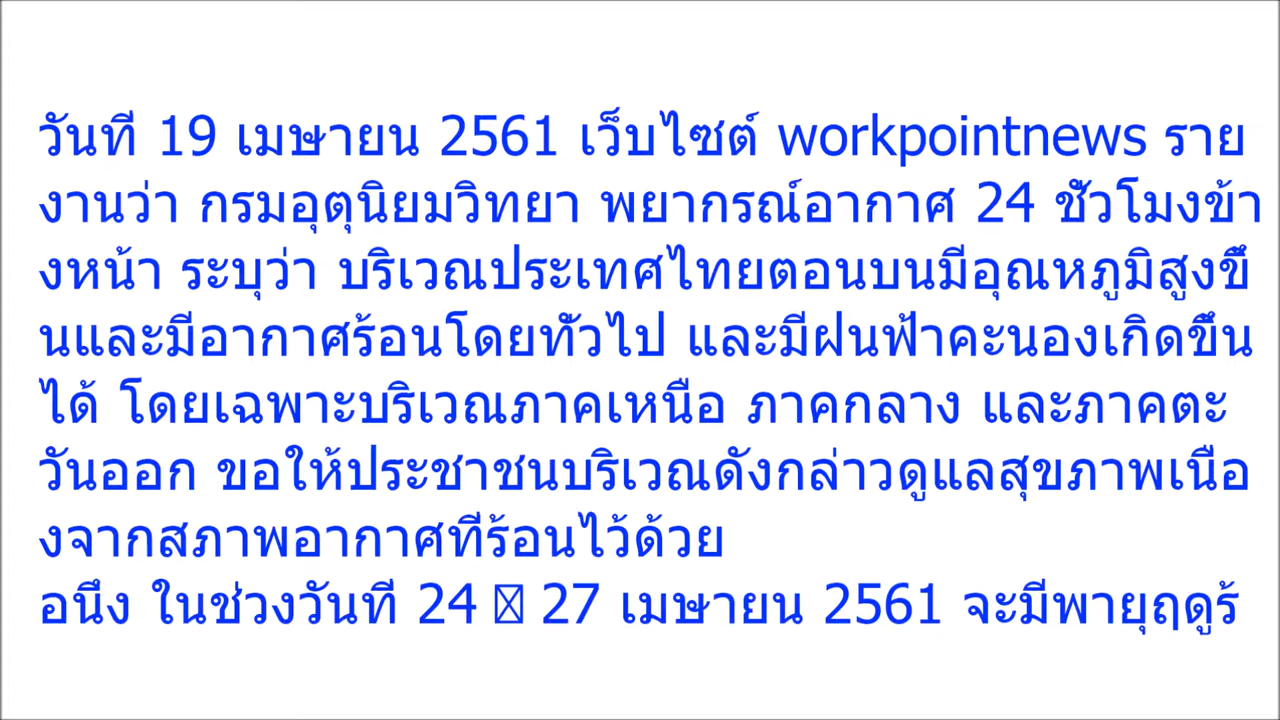 วันที่ 19 เมษายน 2561 เว็บไซต์ workpointnews ราย
งานว่า กรมอุตุนิยมวิทยา พยากรณ์อากาศ 24 ชั่วโมงข้า
งหน้า ระบุว่า บริเวณประเทศไทยตอนบนมีอุณหภูมิสูงขึ้
นและมีอากาศร้อนโดยทั่วไป และมีฝนฟ้าคะนองเกิดขึ้น
ได้ โดยเฉพาะบริเวณภาคเหนือ ภาคกลาง และภาคตะ
วันออก ขอให้ประชาชนบริเวณดังกล่าวดูแลสุขภาพเนื่อ
งจากสภาพอากาศที่ร้อนไว้ด้วย
อนึ่ง ในช่วงวันที่ 24 27 เมษายน 2561 จะมีพายุฤดูร้